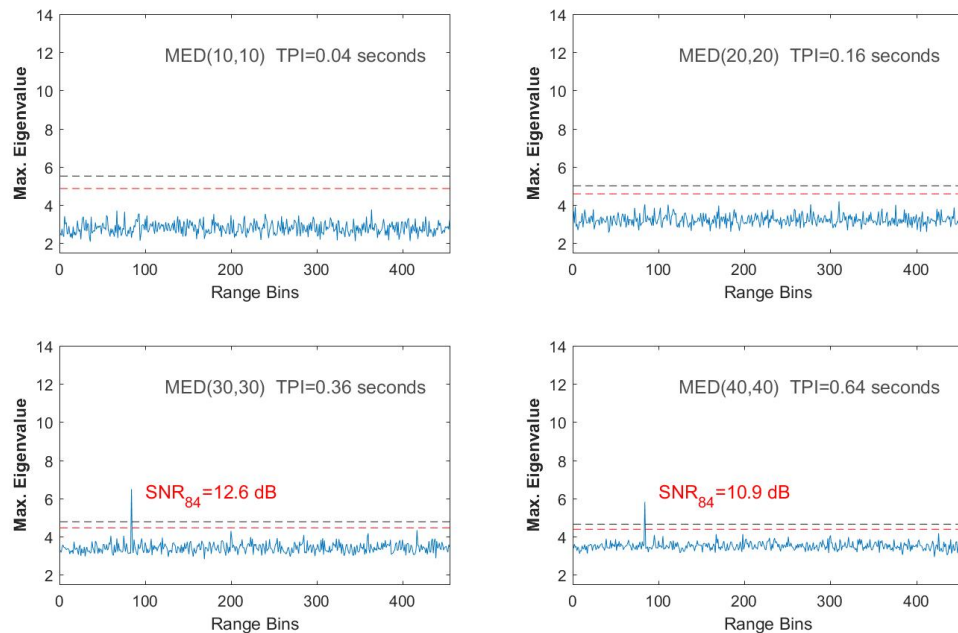 14
12
10
8
6
4
2
Max. Eigenvalue
MED(10,10) TPI=0.04 seconds
0 100 200 300 400
Range Bins
14
12
10
8
6
4
2
Max. Eigenvalue
MED(20,20) TPI=0.16 seconds
0 100 200 300 400
Range Bins
14
12
10
8
6
4
2
Max. Eigenvalue
MED(30,30) TPI=0.36 seconds
SNR84=12.6 dB
0 100 200 300 400
Range Bins
14
12
10
8
6
4
2
Max. Eigenvalue
MED(40,40) TPI=0.64 seconds
SNR84=10.9 dB
0 100 200 300 400
Range Bins